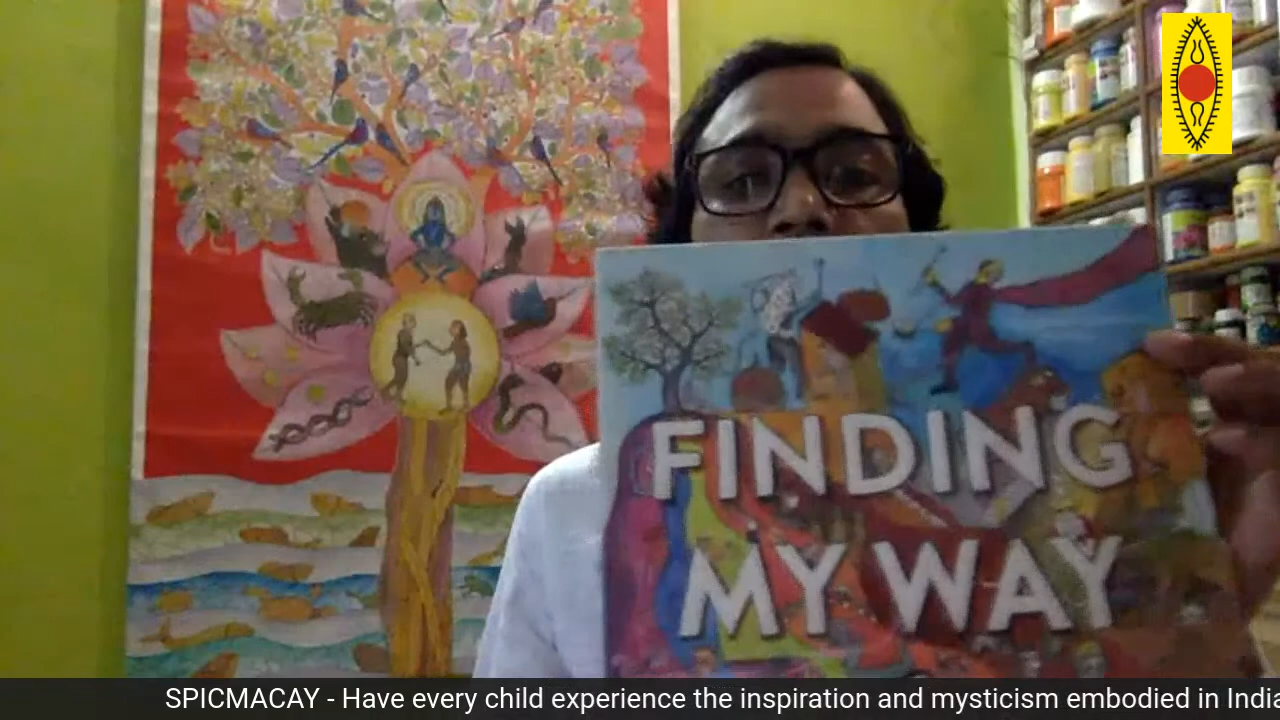 FINDING
MY WAY
SPICMACAY - Have every child experience the inspiration and mysticism embodied in India